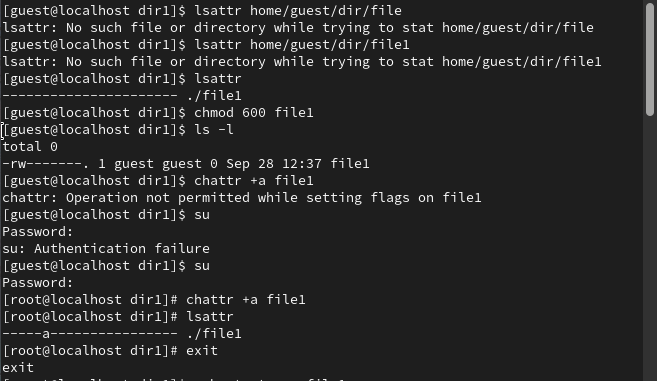 [guest@localhost dir1]$ lsattr home/guest/dir/file
lsattr: No such file or directory while trying to stat home/guest/dir/file
[guest@localhost dir1]$ lsattr home/guest/dir/file1
lsattr: No such file or directory while trying to stat home/guest/dir/file1
[guest@localhost dir1]$ lsattr
---------------------- ./file1
[guest@localhost dir1]$ chmod 600 file1
[guest@localhost dir1]$ ls -l
total 0
-rw-------. 1 guest guest 0 Sep 28 12:37 file1
[guest@localhost dir1]$ chattr +a file1
chattr: Operation not permitted while setting flags on file1
[guest@localhost dir1]$ su
Password:
su: Authentication failure
[guest@localhost dir1]$ su
Password:
[root@localhost dir1]# chattr +a file1
[root@localhost dir1]# lsattr
-----a---------------- ./file1
[root@localhost dir1]# exit
exit